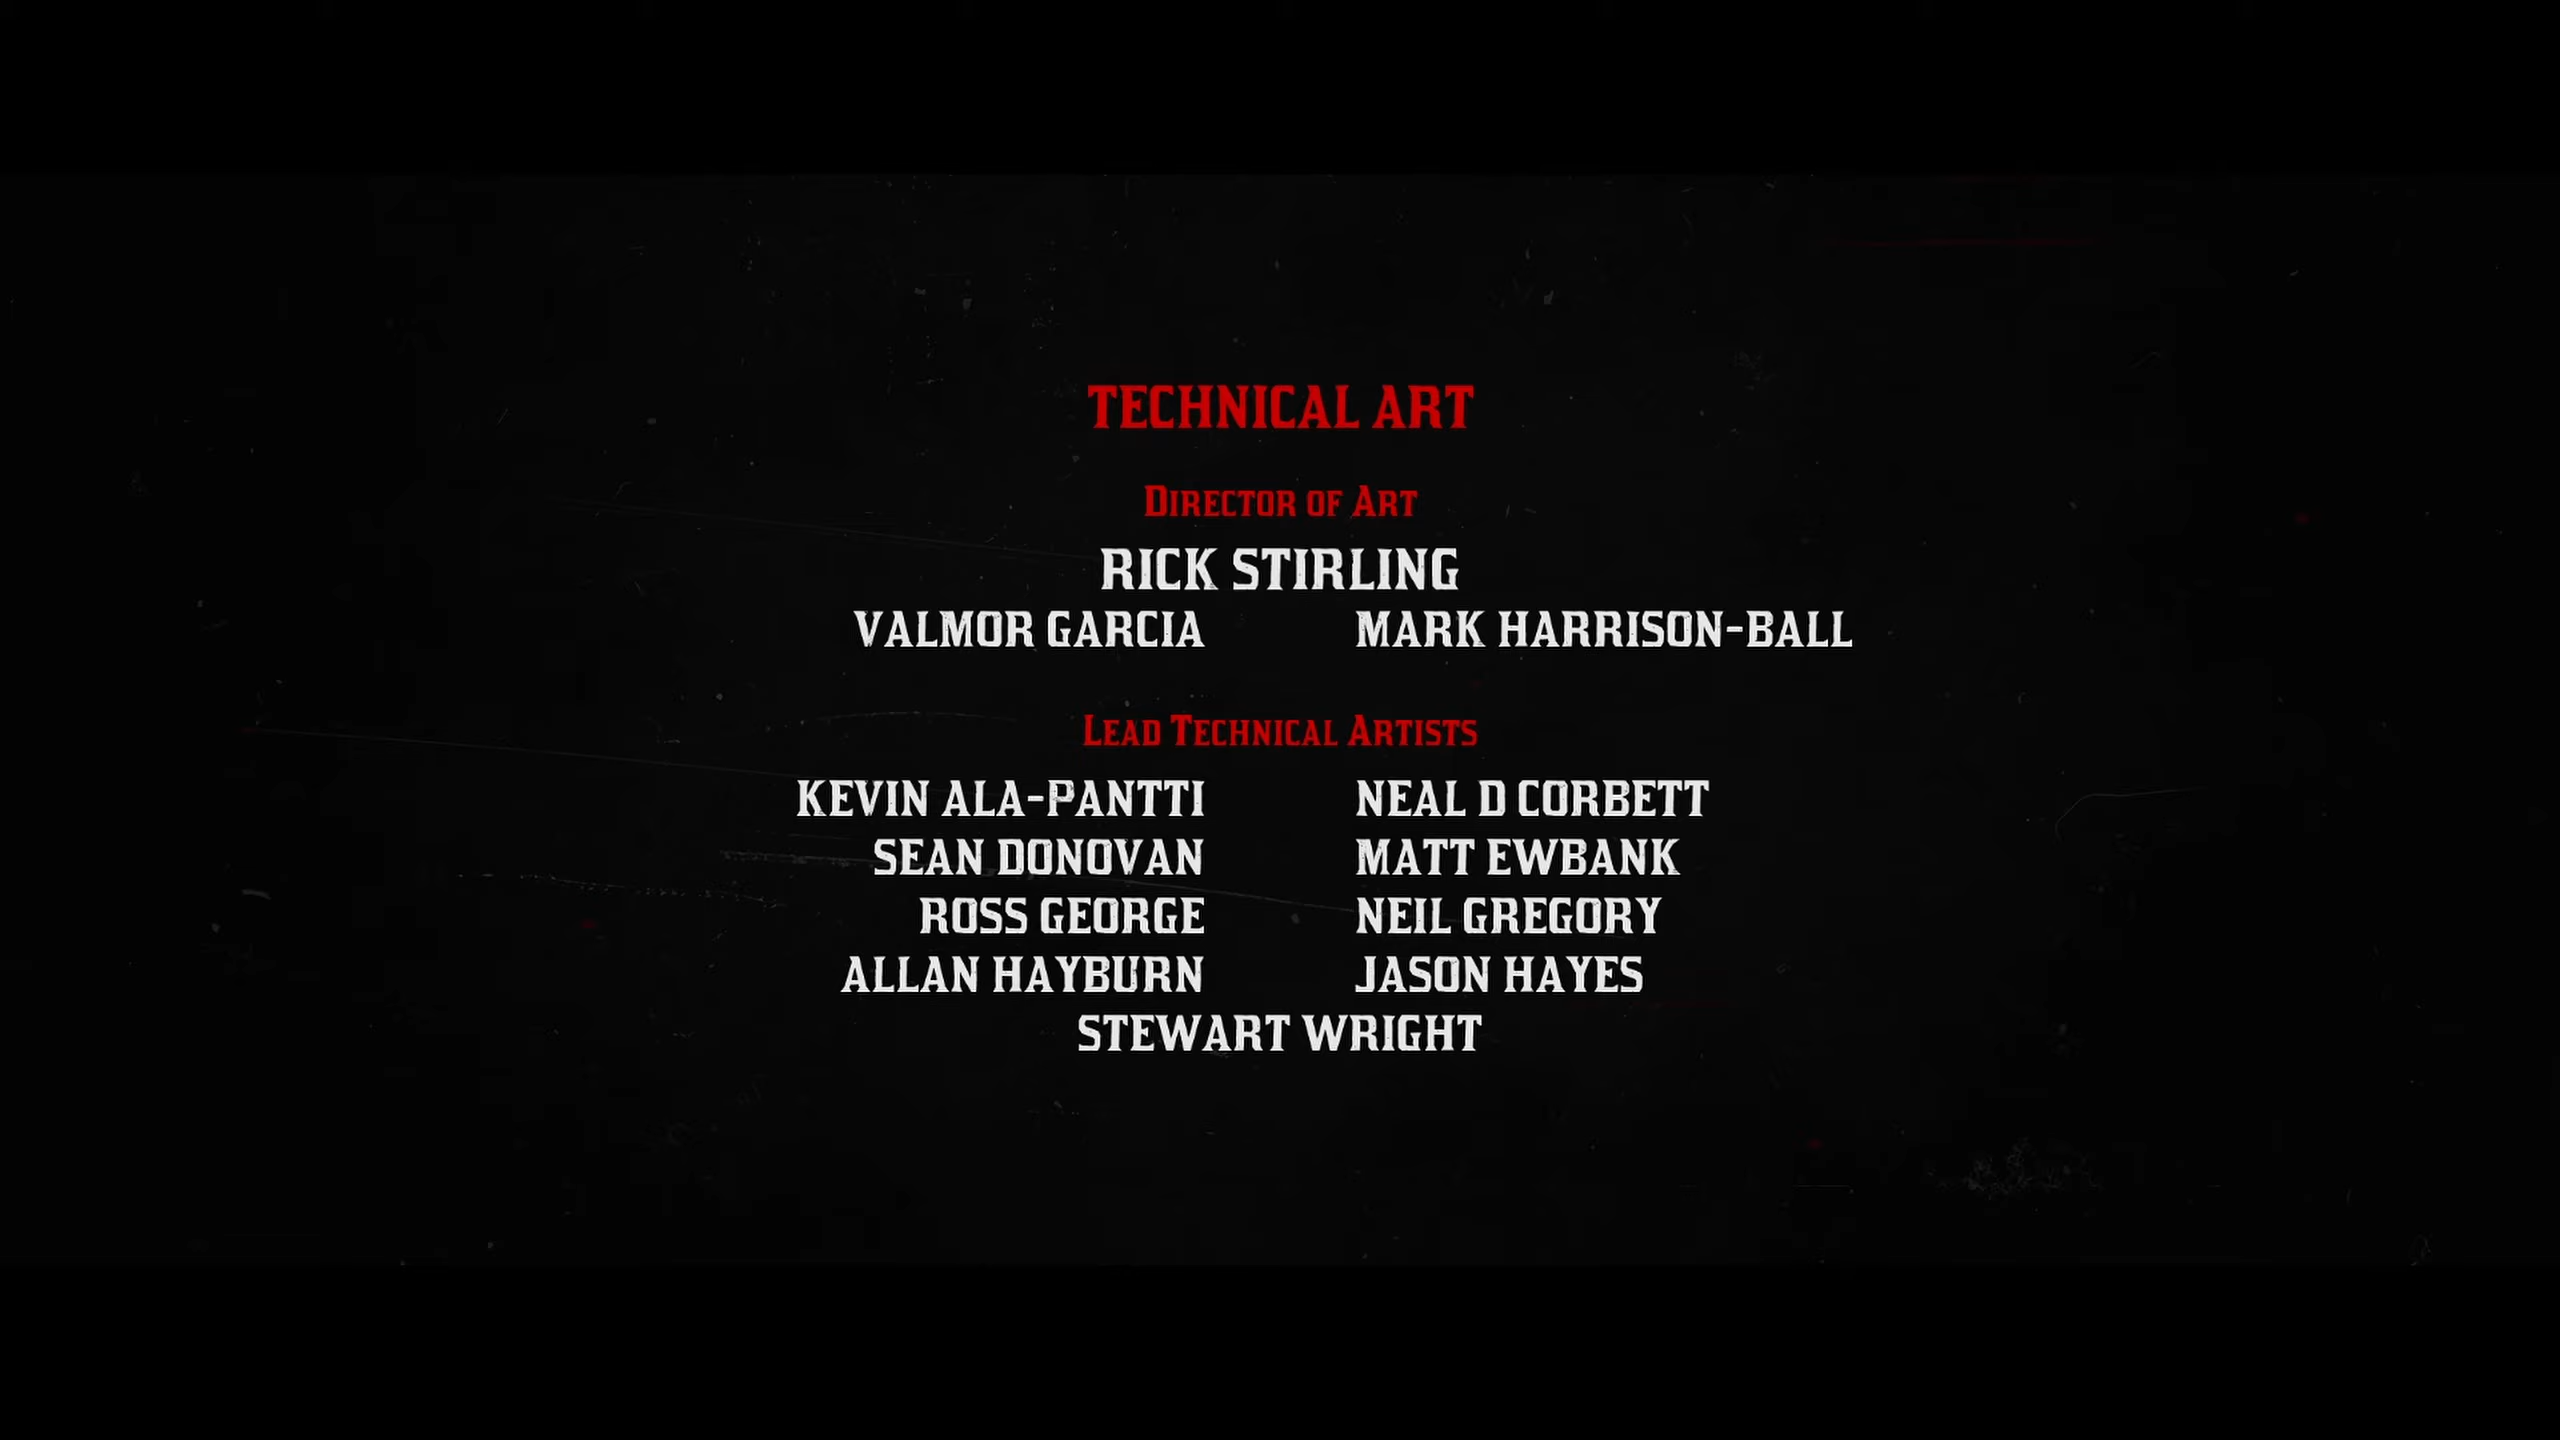 TECHNICAL ART
DIRECTOR OF ART
RICK STIRLING
VALMOR GARCIA MARK HARRISON-BALL
LEAD TECHNICAL ARTISTS
KEVIN ALA-PANTTI NEAL D CORBETT
SEAN DONOVAN MATT EWBANK
ROSS GEORGE NEIL GREGORY
ALLAN HAYBURN JASON HAYES
STEWART WRIGHT